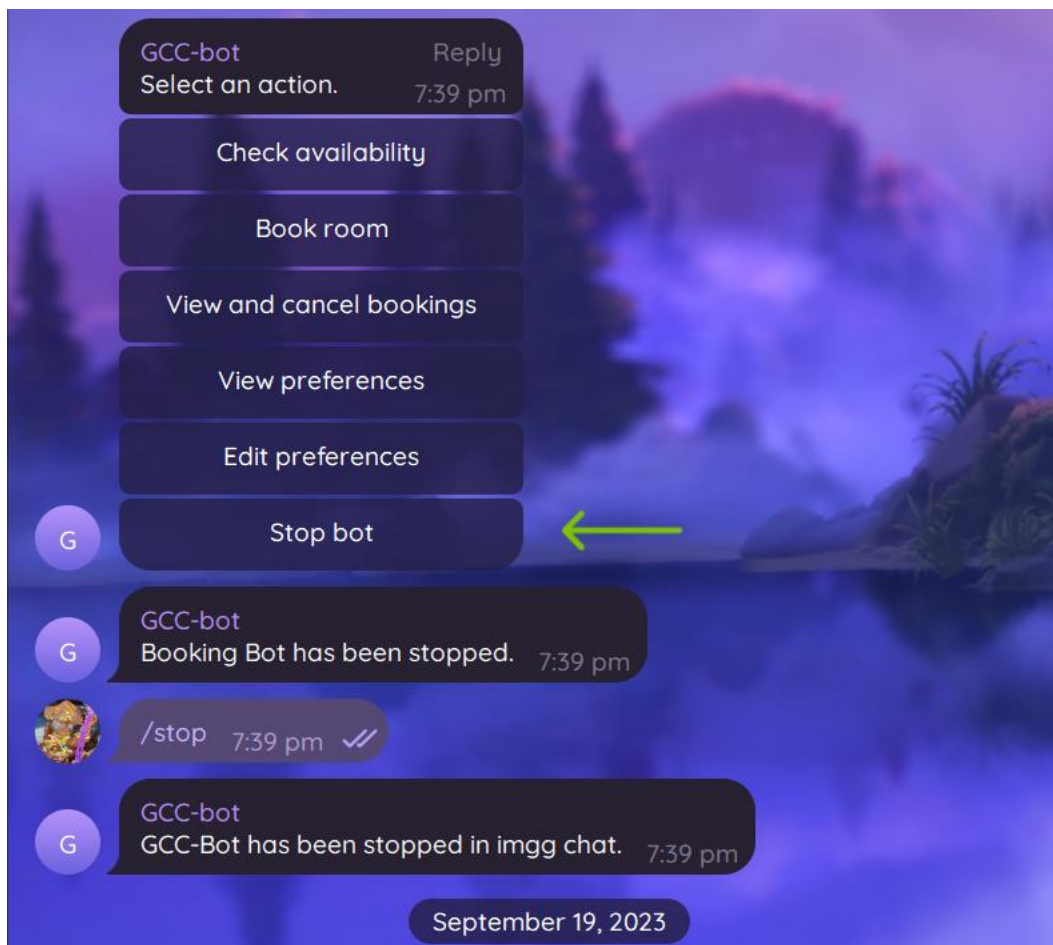 GCC-bot Reply
Select an action.
7:39 pm
Check availability
Book room
View and cancel bookings
View preferences
Edit preferences
G
Stop bot
GCC-bot
G
Booking Bot has been stopped. 7:39 pm
/stop 7:39 pm
GCC-bot
G
GCC-Bot has been stopped in imgg chat. 7:39 pm
September 19, 2023